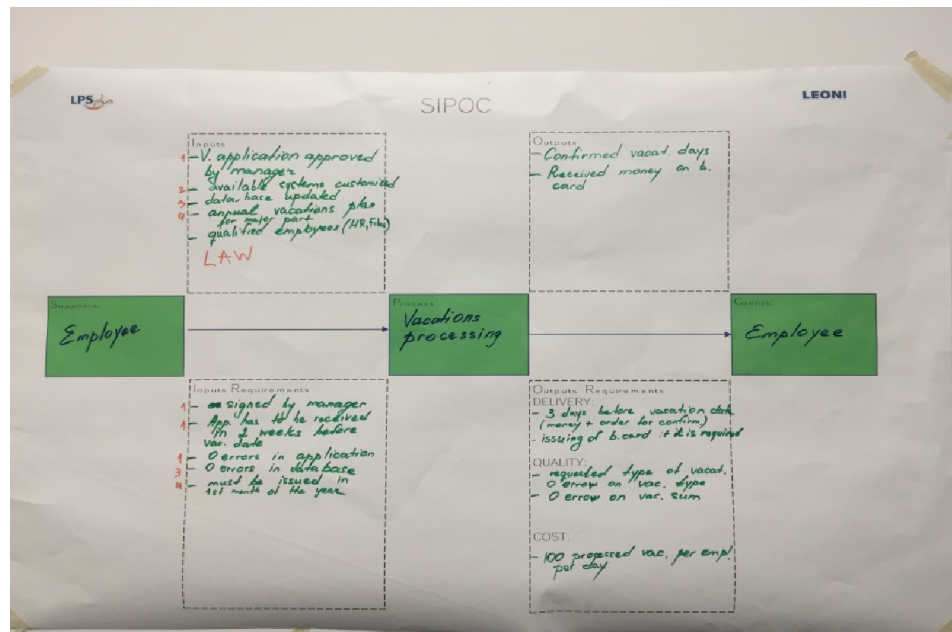 LPS
SIPOC
LEONI
Inputs
1 – V. application approved
by manager
2 – available systems customized
3 – data-base updated
4 – annual vacations plan
for major part
– qualified employees (HR,
LAW
Outputs
– Confirmed vacat. days
– Received money on b.
card
Suppliers:
Employee
Process:
Vacations
processing
Clients:
Employee
Inputs Requirements
1 – signed by manager
1 – App. has to be received
in 2 weeks before
vac. date
1 – 0 errors in application
3 – 0 errors in database
4 – must be issued in
1st month of the year
Outputs Requirements
DELIVERY:
– 3 days before vacation date
(money + order for confirm)
– issuing of b. card if it is required
QUALITY:
– requested type of vacat.
0 error on vac. type
– 0 error on vac. sum
COST:
– 100 processed vac. per empl.
per day